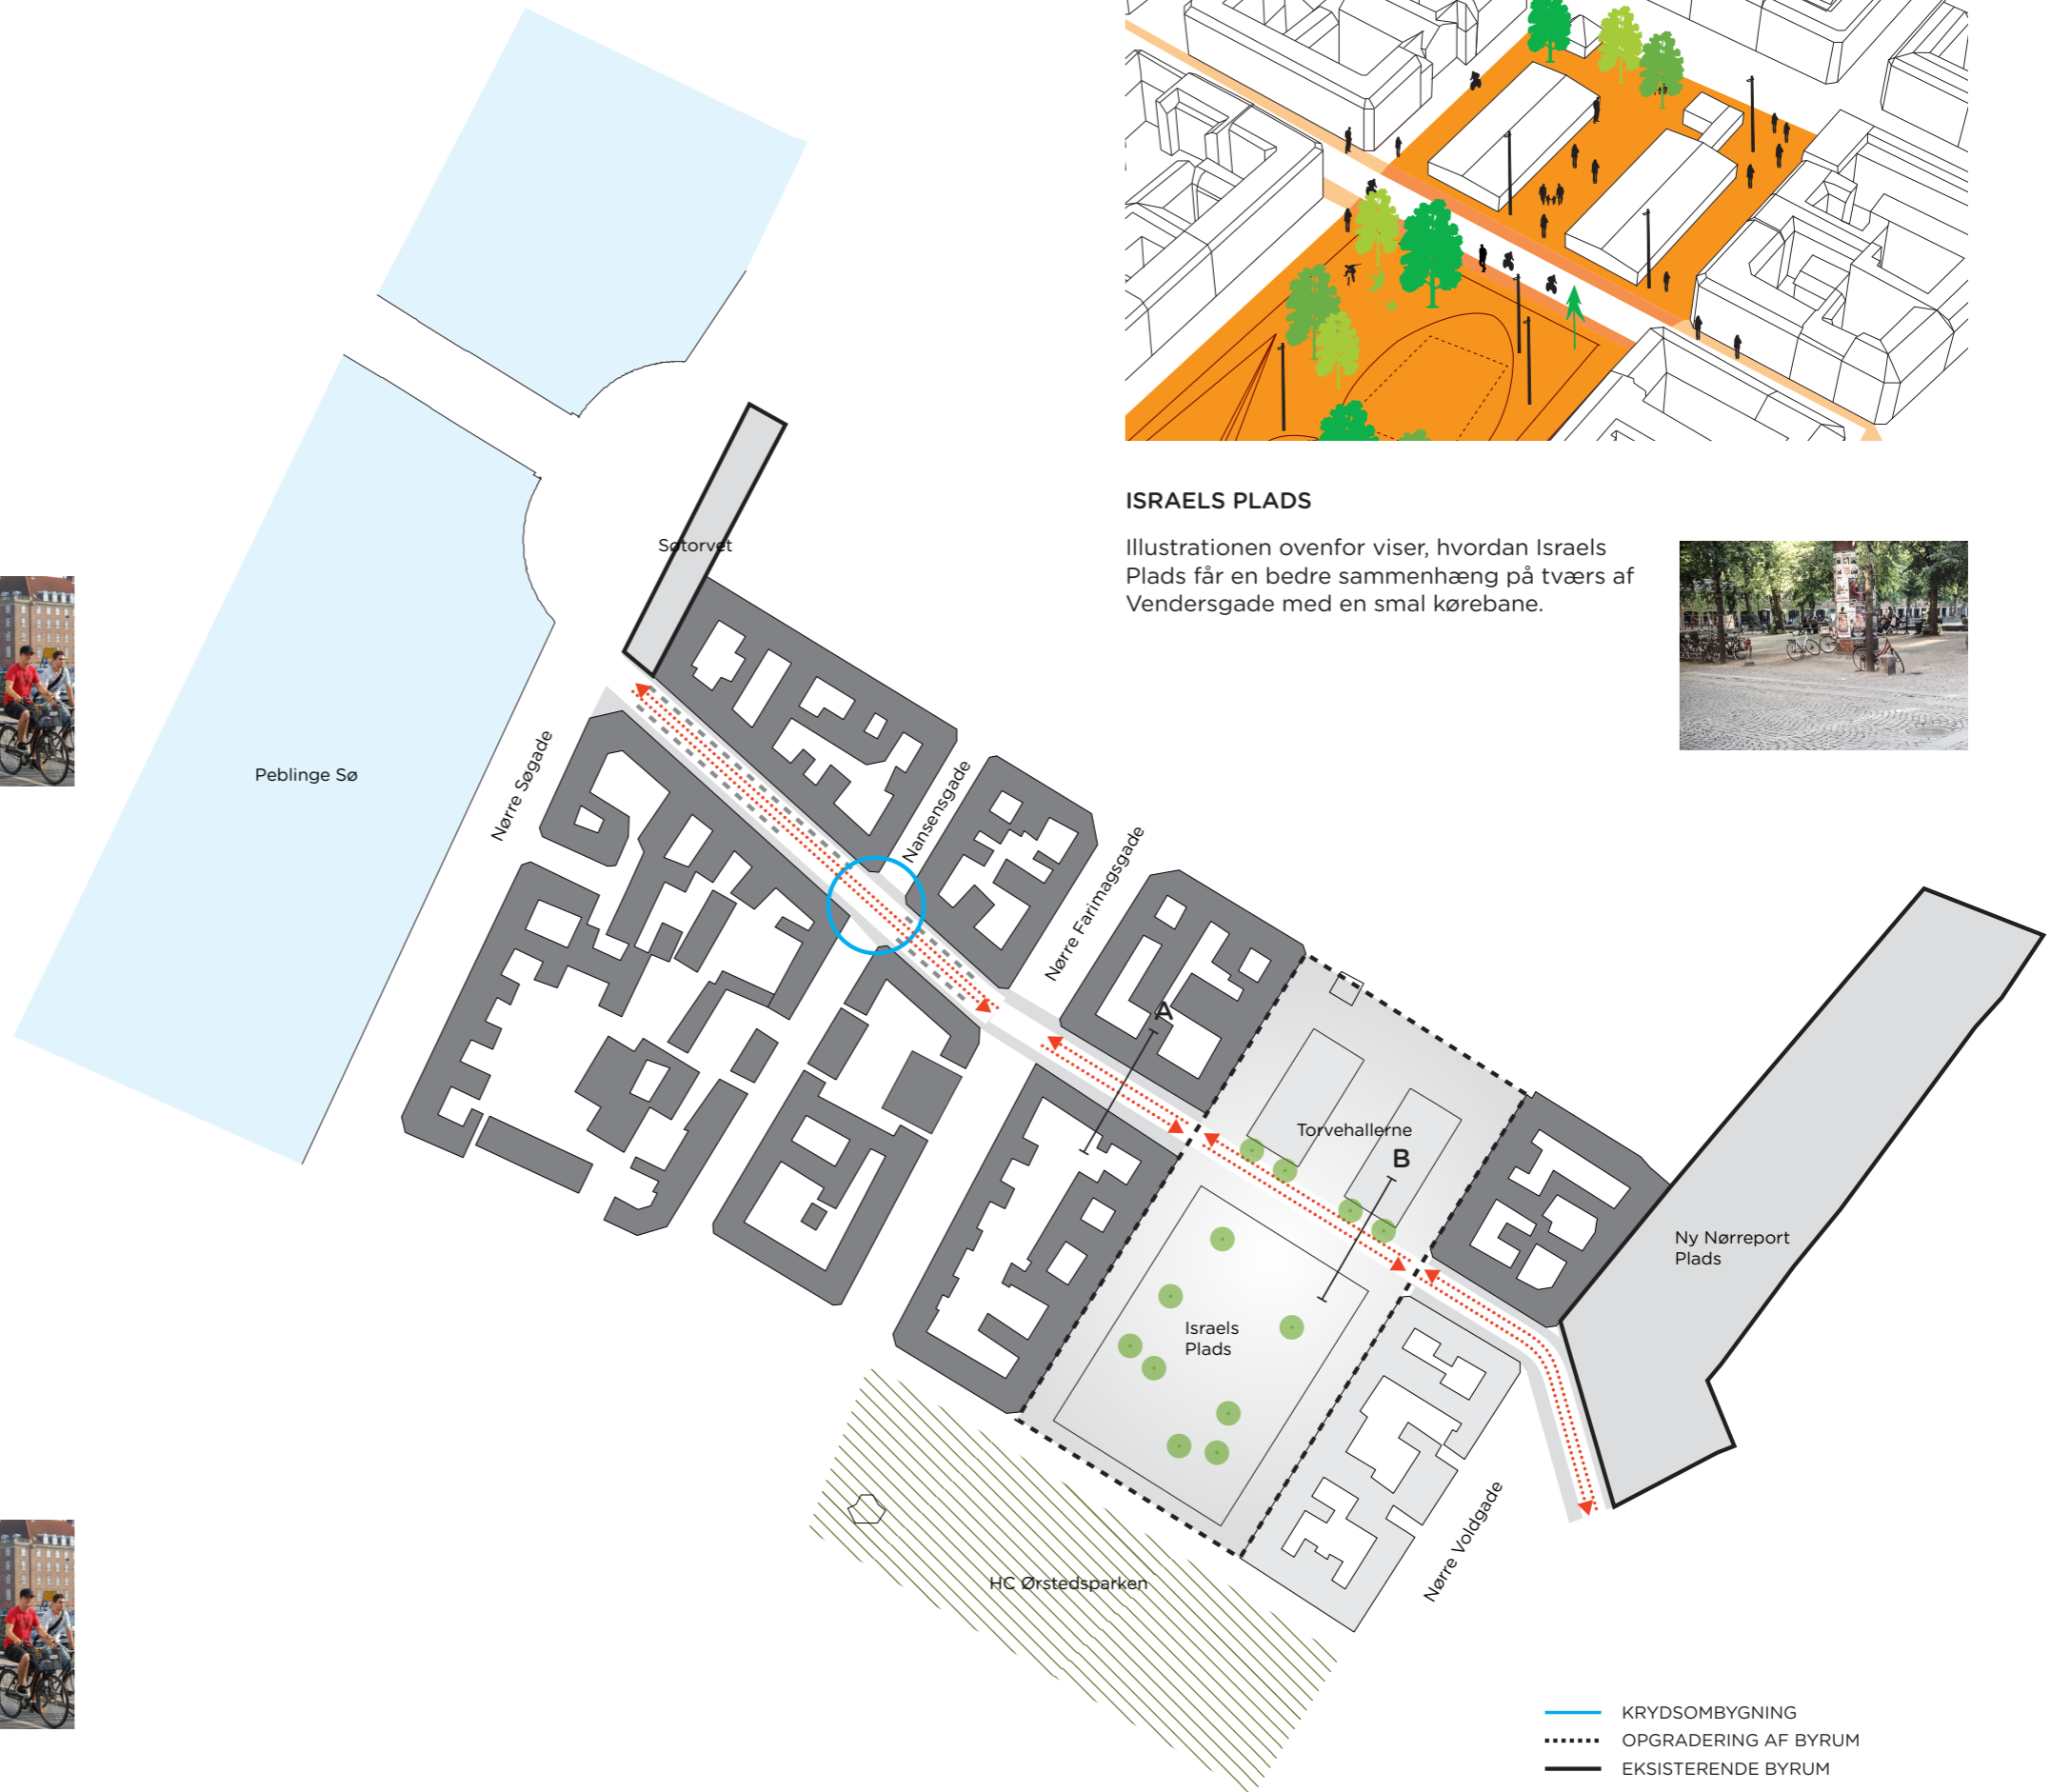 ISRAELS PLADS
Illustrationen ovenfor viser, hvordan Israels
Plads får en bedre sammenhæng på tværs af
Vendersgade med en smal kørebane.
Søtorvet
Peblinge Sø
Nørre Søgade
Nansensgade
Nørre Farimagsgade
A
Torvehallerne
B
Ny Nørreport
Plads
Israels
Plads
Nørre Voldgade
HC Ørstedsparken
KRYDSOMBYGNING
OPGRADERING AF BYRUM
EKSISTERENDE BYRUM